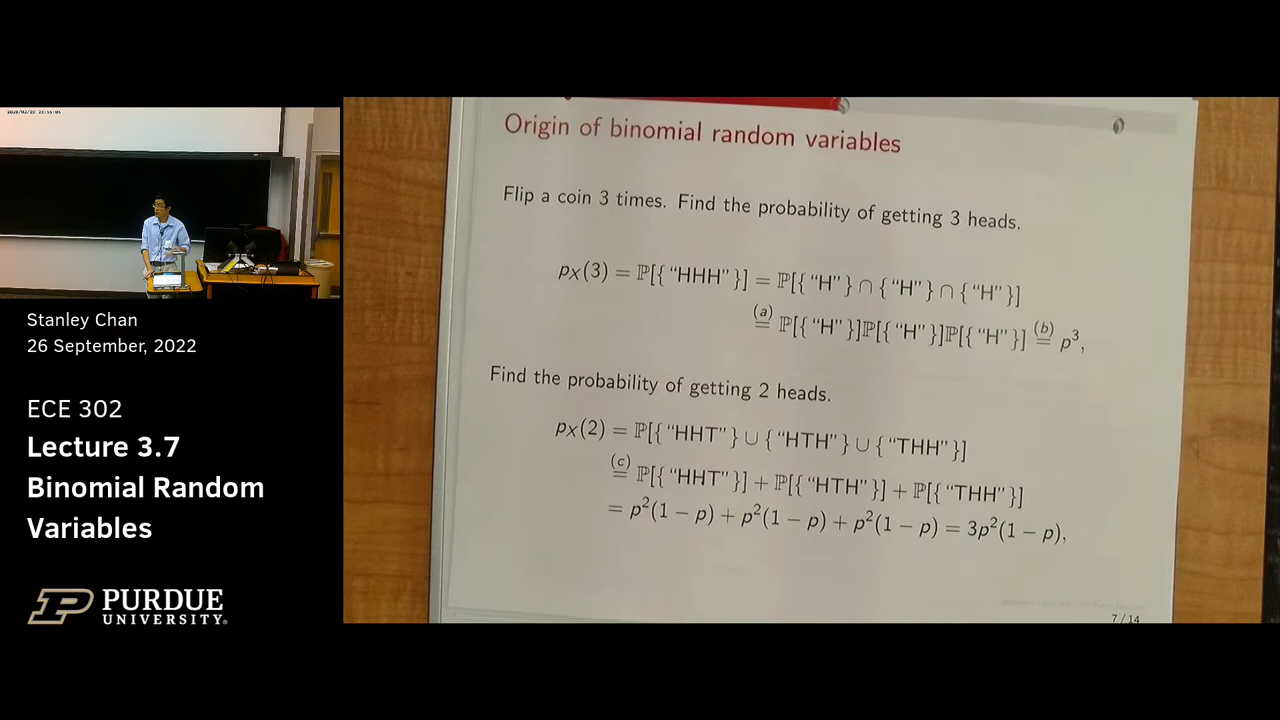 Stanley Chan
26 September, 2022
ECE 302
Lecture 3.7
Binomial Random
Variables
PURDUE
UNIVERSITY®
Origin of binomial random variables
Flip a coin 3 times. Find the probability of getting 3 heads.
pX(3) = ℙ[{ "HHH" }] = ℙ[{ "H" } ∩ { "H" } ∩ { "H" }]
(a)= ℙ[{ "H" }]ℙ[{ "H" }]ℙ[{ "H" }] (b)= p³,
Find the probability of getting 2 heads.
pX(2) = ℙ[{ "HHT" } ∪ { "HTH" } ∪ { "THH" }]
(c)= ℙ[{ "HHT" }] + ℙ[{ "HTH" }] + ℙ[{ "THH" }]
= p²(1 − p) + p²(1 − p) + p²(1 − p) = 3p²(1 − p),
7 / 14